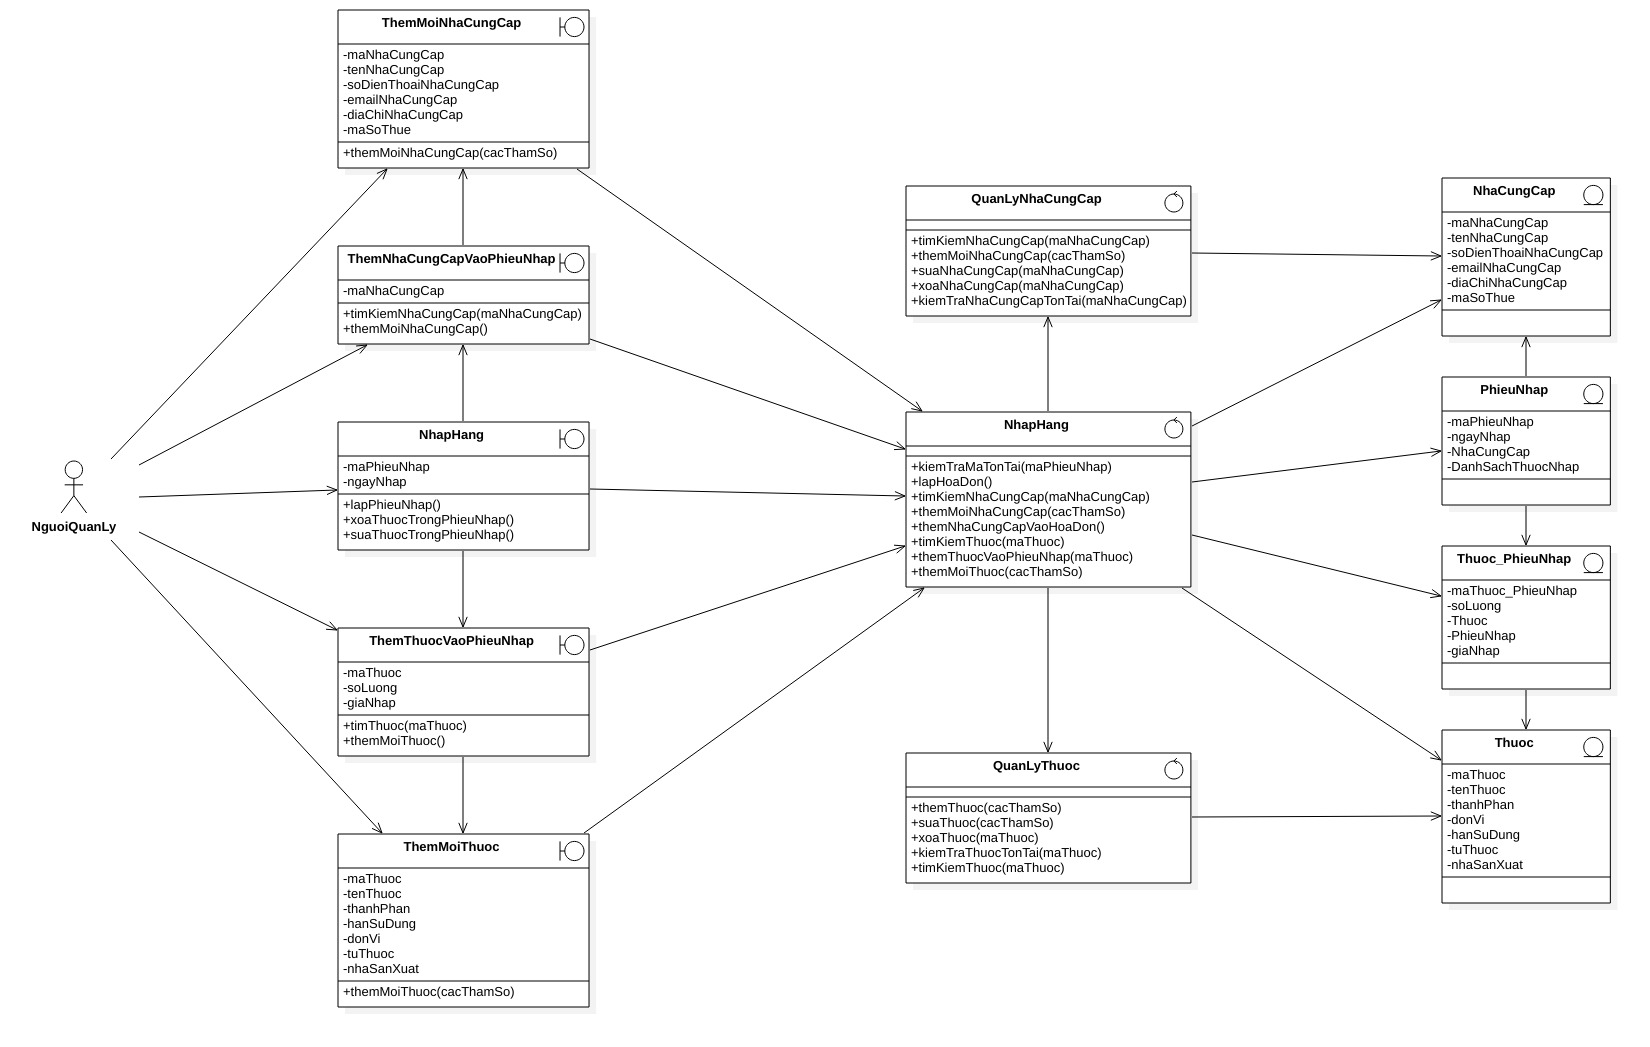 ThemMoiNhaCungCap
-maNhaCungCap
-tenNhaCungCap
-soDienThoaiNhaCungCap
-emailNhaCungCap
-diaChiNhaCungCap
-maSoThue
+themMoiNhaCungCap(cacThamSo)
ThemNhaCungCapVaoPhieuNhap
-maNhaCungCap
+timKiemNhaCungCap(maNhaCungCap)
+themMoiNhaCungCap()
NhapHang
-maPhieuNhap
-ngayNhap
+lapPhieuNhap()
+xoaThuocTrongPhieuNhap()
+suaThuocTrongPhieuNhap()
NguoiQuanLy
ThemThuocVaoPhieuNhap
-maThuoc
-soLuong
-giaNhap
+timThuoc(maThuoc)
+themMoiThuoc()
ThemMoiThuoc
-maThuoc
-tenThuoc
-thanhPhan
-hanSuDung
-donVi
-tuThuoc
-nhaSanXuat
+themMoiThuoc(cacThamSo)
QuanLyNhaCungCap
+timKiemNhaCungCap(maNhaCungCap)
+themMoiNhaCungCap(cacThamSo)
+suaNhaCungCap(maNhaCungCap)
+xoaNhaCungCap(maNhaCungCap)
+kiemTraNhaCungCapTonTai(maNhaCungCap)
NhapHang
+kiemTraMaTonTai(maPhieuNhap)
+lapHoaDon()
+timKiemNhaCungCap(maNhaCungCap)
+themMoiNhaCungCap(cacThamSo)
+themNhaCungCapVaoHoaDon()
+timKiemThuoc(maThuoc)
+themThuocVaoPhieuNhap(maThuoc)
+themMoiThuoc(cacThamSo)
QuanLyThuoc
+themThuoc(cacThamSo)
+suaThuoc(cacThamSo)
+xoaThuoc(maThuoc)
+kiemTraThuocTonTai(maThuoc)
+timKiemThuoc(maThuoc)
NhaCungCap
-maNhaCungCap
-tenNhaCungCap
-soDienThoaiNhaCungCap
-emailNhaCungCap
-diaChiNhaCungCap
-maSoThue
PhieuNhap
-maPhieuNhap
-ngayNhap
-NhaCungCap
-DanhSachThuocNhap
Thuoc_PhieuNhap
-maThuoc_PhieuNhap
-soLuong
-Thuoc
-PhieuNhap
-giaNhap
Thuoc
-maThuoc
-tenThuoc
-thanhPhan
-donVi
-hanSuDung
-tuThuoc
-nhaSanXuat